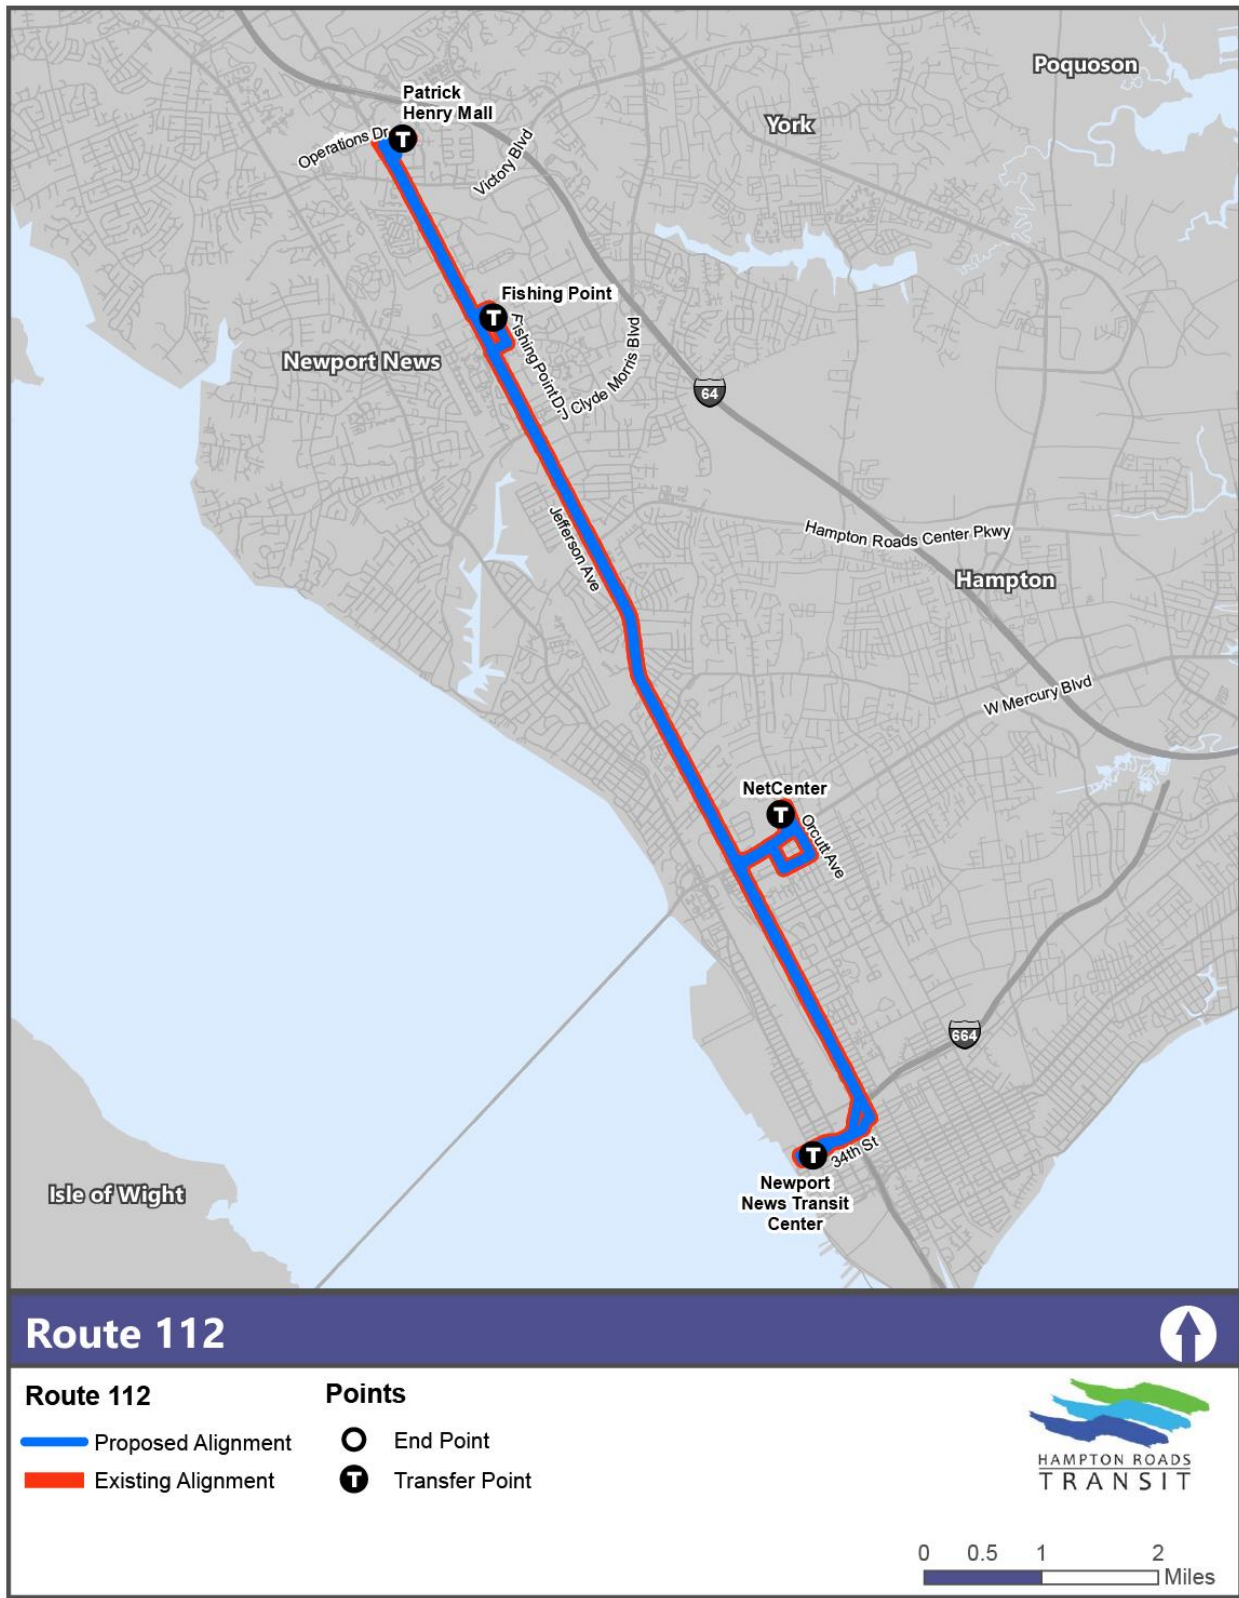 Poquoson
Patrick
Henry Mall
York
Operations Dr
Victory Blvd
Fishing Point
Fishing Point Dr
Newport News
J Clyde Morris Blvd
64
Jefferson Ave
Hampton Roads Center Pkwy
Hampton
W Mercury Blvd
NetCenter
Orcutt Ave
664
34th St
Newport
News Transit
Center
Isle of Wight
Route 112
Route 112
Points
Proposed Alignment
End Point
Existing Alignment
T Transfer Point
HAMPTON ROADS
TRANSIT
0 0.5 1 2
Miles